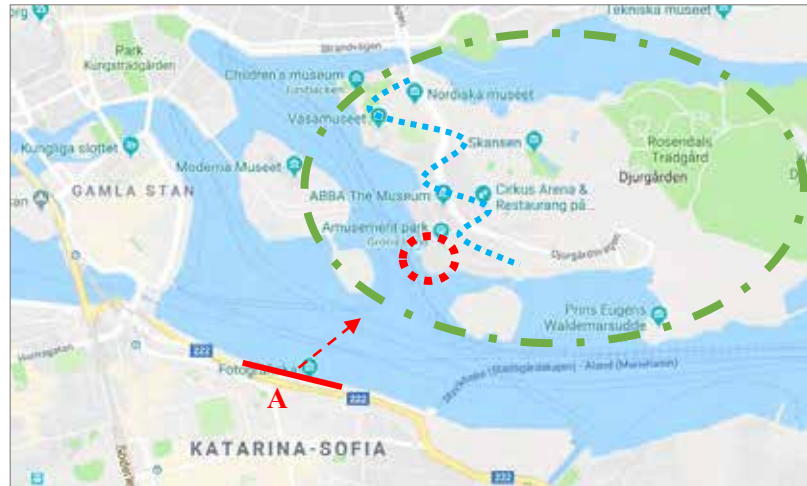 org
Tekniska museet
Strandvägen
Park
Kungsträdgården
Children's museum
Junibacken
Nordiska museet
Vasamuseet
Kungliga slottet
Skansen
Rosendals
Trädgård
Moderna Museet
Djurgården
GAMLA STAN
ABBA The Museum
Cirkus Arena &
Restaurang på...
Amusement park
Djurgårdsvägen
Prins Eugens
Waldemarsudde
222
Fotografiska
A
222
KATARINA-SOFIA
222